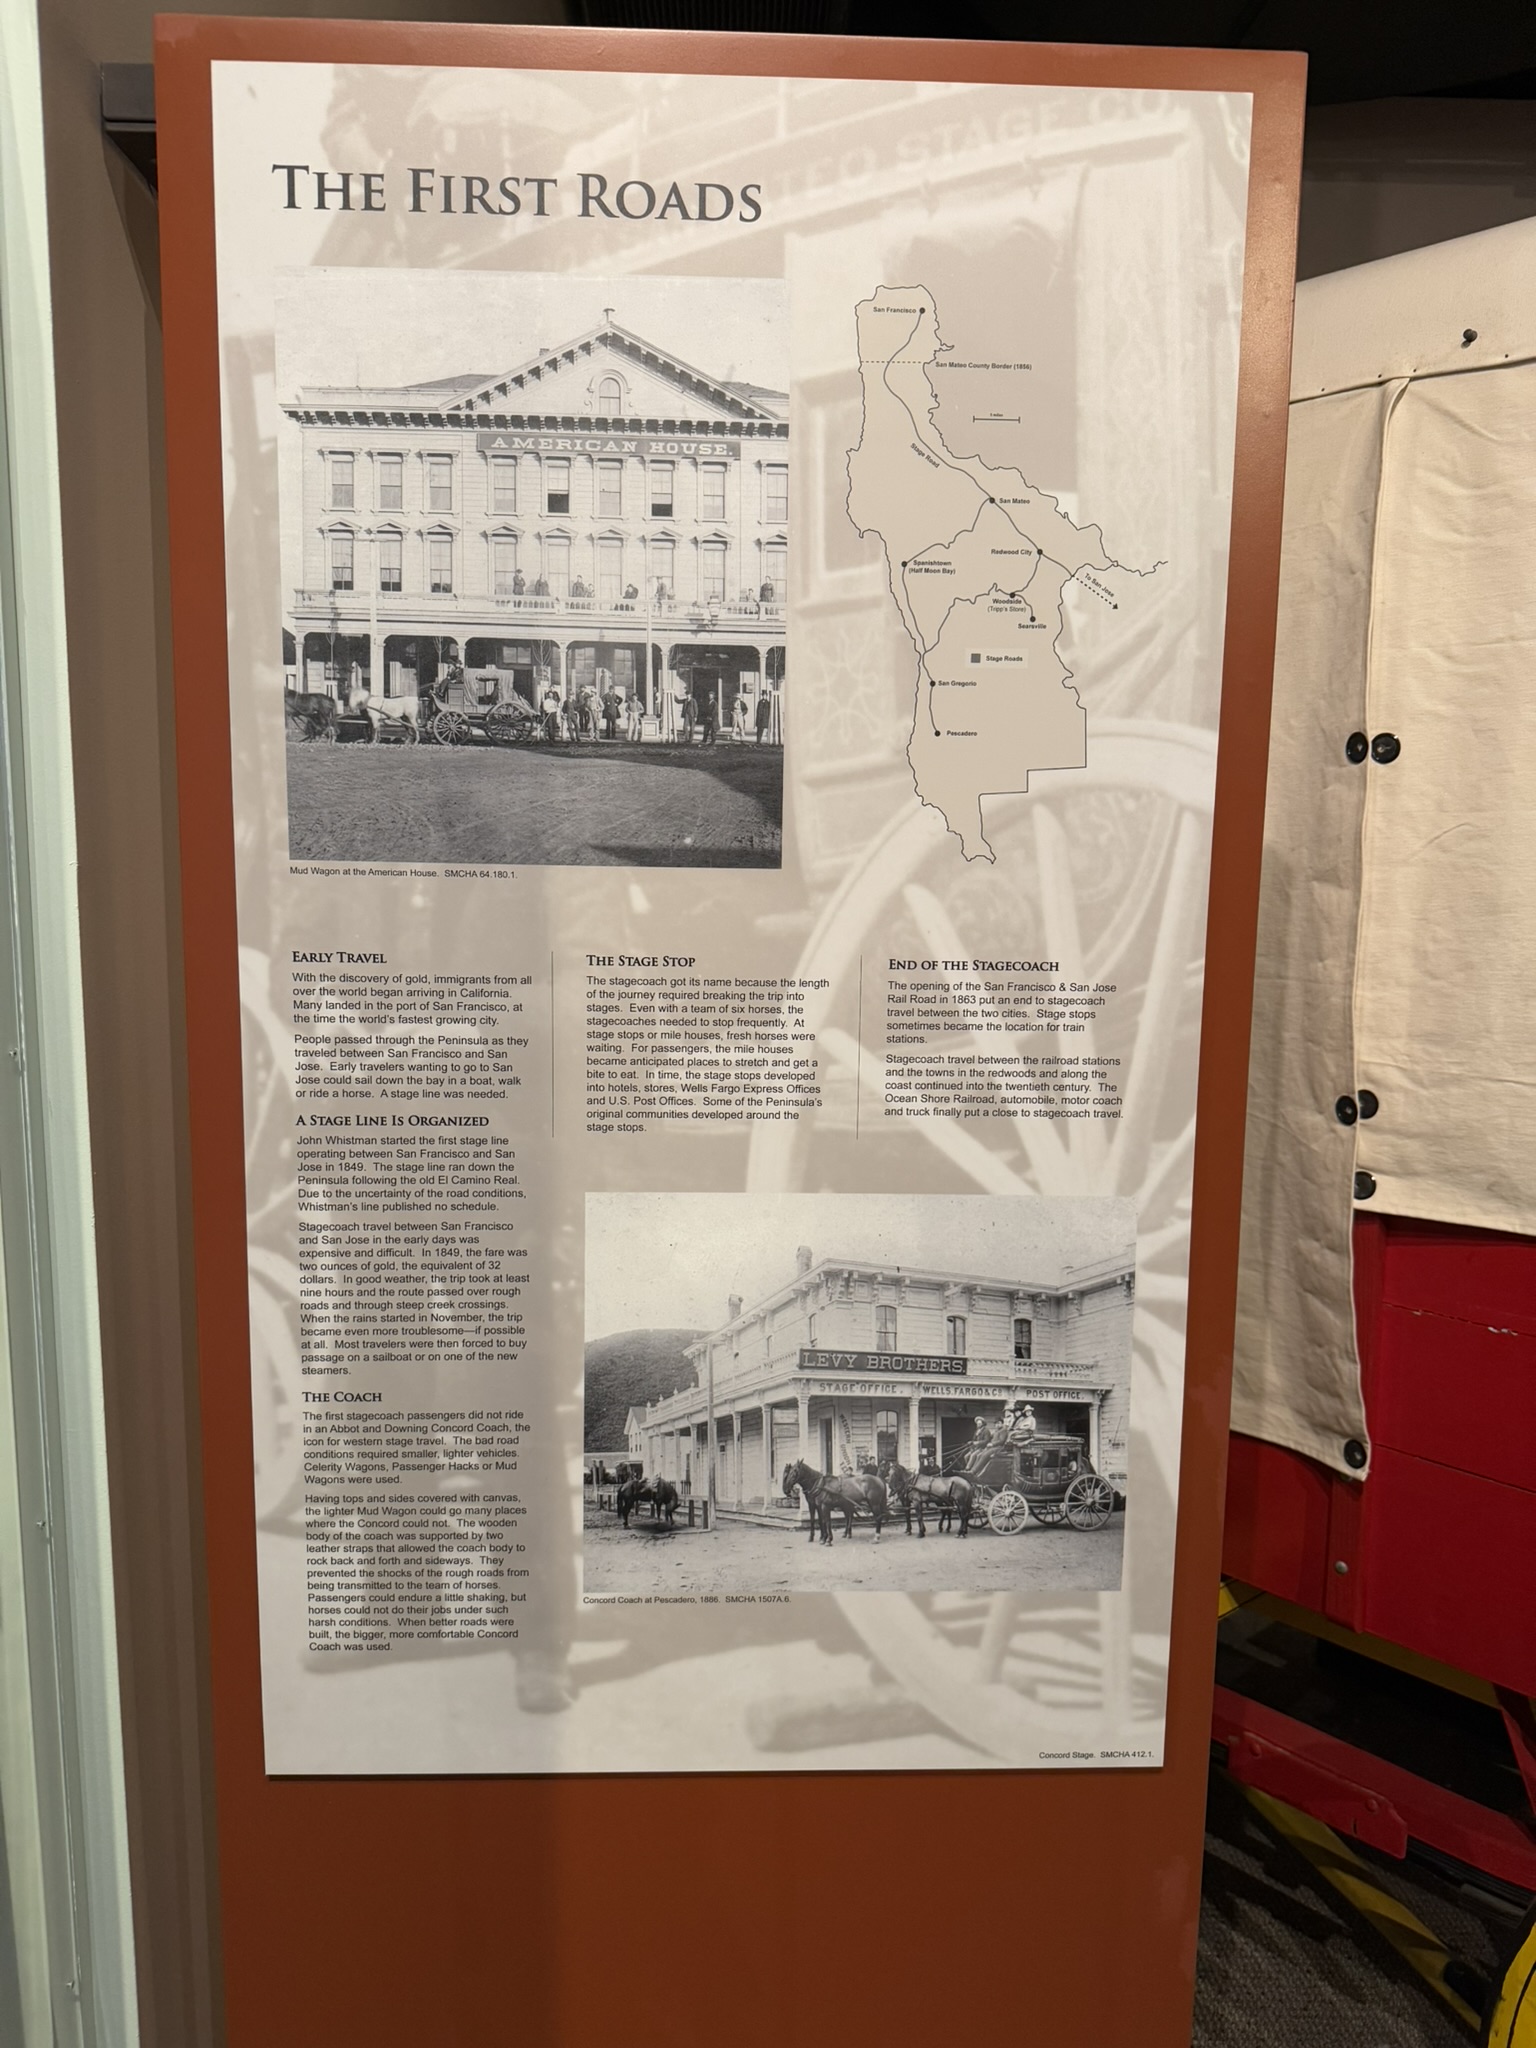 THE FIRST ROADS
TEO STAGE CO.
AMERICAN HOUSE.
San Francisco
San Mateo County Border (1856)
5 miles
Stage Road
San Mateo
Redwood City
Spanishtown
(Half Moon Bay)
To San Jose
Woodside
(Tripp's Store)
Searsville
Stage Roads
San Gregorio
Pescadero
Mud Wagon at the American House. SMCHA 64.180.1.
EARLY TRAVEL
With the discovery of gold, immigrants from all
over the world began arriving in California.
Many landed in the port of San Francisco, at
the time the world's fastest growing city.
People passed through the Peninsula as they
traveled between San Francisco and San
Jose. Early travelers wanting to go to San
Jose could sail down the bay in a boat, walk
or ride a horse. A stage line was needed.
A STAGE LINE IS ORGANIZED
John Whistman started the first stage line
operating between San Francisco and San
Jose in 1849. The stage line ran down the
Peninsula following the old El Camino Real.
Due to the uncertainty of the road conditions,
Whistman's line published no schedule.
Stagecoach travel between San Francisco
and San Jose in the early days was
expensive and difficult. In 1849, the fare was
two ounces of gold, the equivalent of 32
dollars. In good weather, the trip took at least
nine hours and the route passed over rough
roads and through steep creek crossings.
When the rains started in November, the trip
became even more troublesome—if possible
at all. Most travelers were then forced to buy
passage on a sailboat or on one of the new
steamers.
THE COACH
The first stagecoach passengers did not ride
in an Abbot and Downing Concord Coach, the
icon for western stage travel. The bad road
conditions required smaller, lighter vehicles.
Celerity Wagons, Passenger Hacks or Mud
Wagons were used.
Having tops and sides covered with canvas,
the lighter Mud Wagon could go many places
where the Concord could not. The wooden
body of the coach was supported by two
leather straps that allowed the coach body to
rock back and forth and sideways. They
prevented the shocks of the rough roads from
being transmitted to the team of horses.
Passengers could endure a little shaking, but
horses could not do their jobs under such
harsh conditions. When better roads were
built, the bigger, more comfortable Concord
Coach was used.
THE STAGE STOP
The stagecoach got its name because the length
of the journey required breaking the trip into
stages. Even with a team of six horses, the
stagecoaches needed to stop frequently. At
stage stops or mile houses, fresh horses were
waiting. For passengers, the mile houses
became anticipated places to stretch and get a
bite to eat. In time, the stage stops developed
into hotels, stores, Wells Fargo Express Offices
and U.S. Post Offices. Some of the Peninsula's
original communities developed around the
stage stops.
END OF THE STAGECOACH
The opening of the San Francisco & San Jose
Rail Road in 1863 put an end to stagecoach
travel between the two cities. Stage stops
sometimes became the location for train
stations.
Stagecoach travel between the railroad stations
and the towns in the redwoods and along the
coast continued into the twentieth century. The
Ocean Shore Railroad, automobile, motor coach
and truck finally put a close to stagecoach travel.
LEVY BROTHERS.
STAGE OFFICE. WELLS, FARGO & Co POST OFFICE.
Concord Coach at Pescadero, 1886. SMCHA 1507A.6.
Concord Stage. SMCHA 412.1.